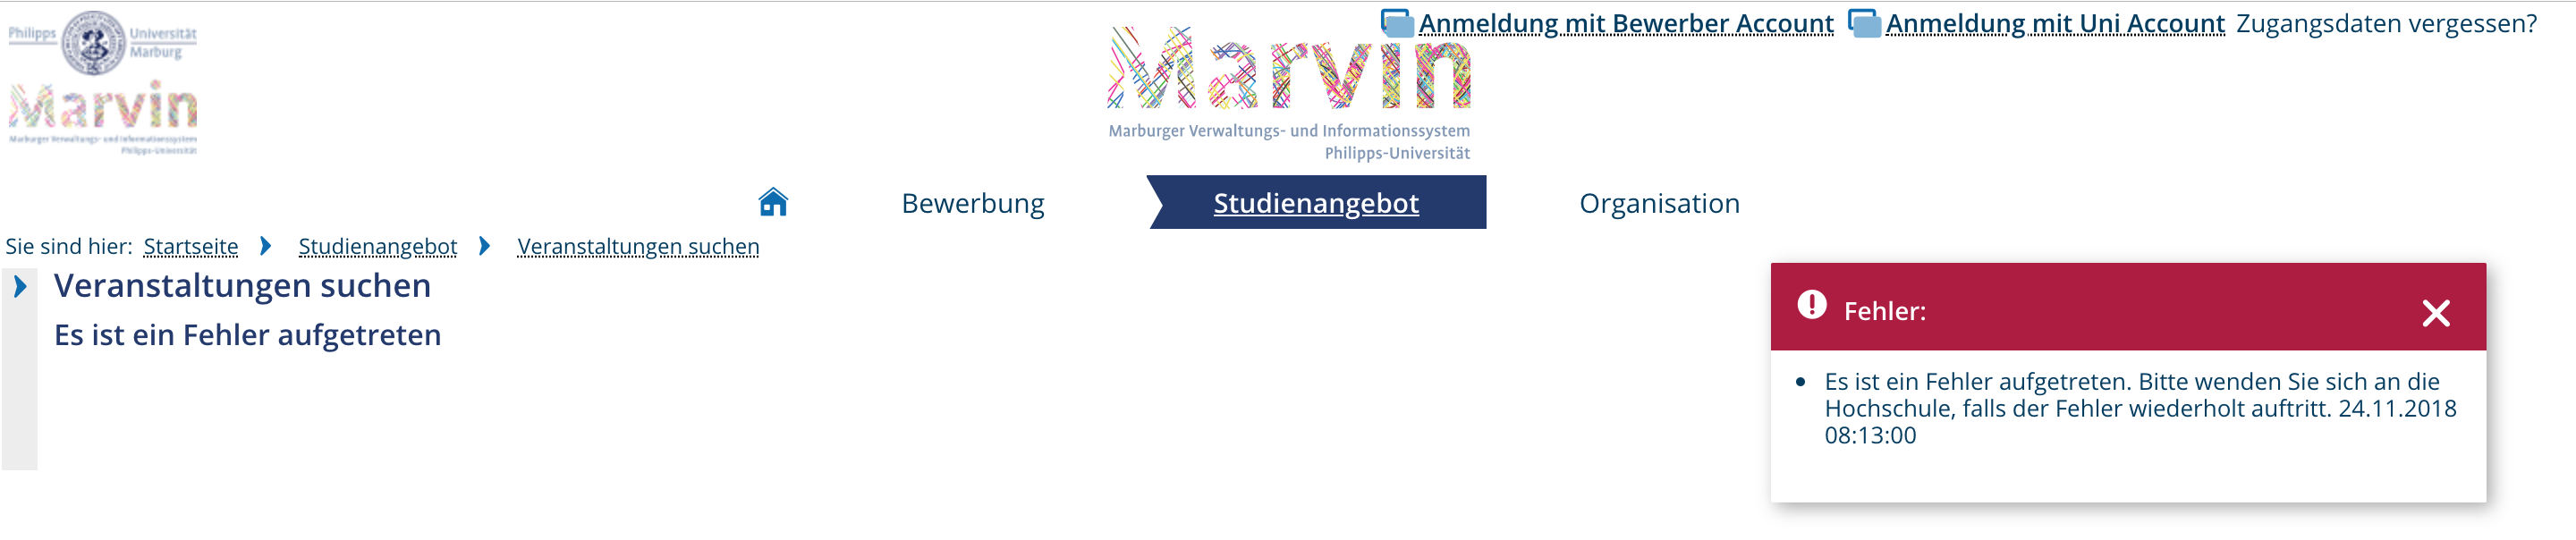 Philipps Universität
Marburg
Marvin
Marburger Verwaltungs- und Informationssystem
Philipps-Universität
Anmeldung mit Bewerber Account Anmeldung mit Uni Account Zugangsdaten vergessen?
Marvin
Marburger Verwaltungs- und Informationssystem
Philipps-Universität
Bewerbung Studienangebot Organisation
Sie sind hier: Startseite Studienangebot Veranstaltungen suchen
Veranstaltungen suchen
Es ist ein Fehler aufgetreten
Fehler:
Es ist ein Fehler aufgetreten. Bitte wenden Sie sich an die
Hochschule, falls der Fehler wiederholt auftritt. 24.11.2018
08:13:00